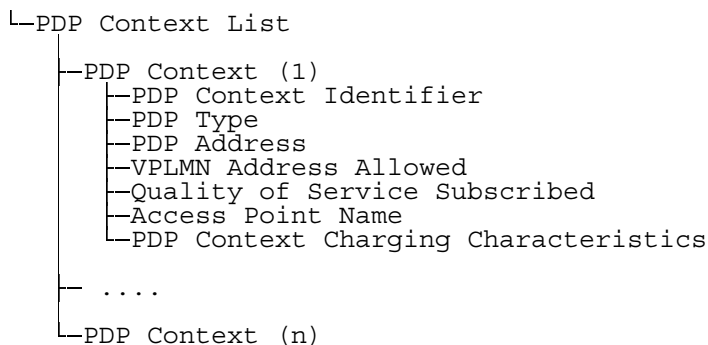 PDP Context List
PDP Context (1)
PDP Context Identifier
PDP Type
PDP Address
VPLMN Address Allowed
Quality of Service Subscribed
Access Point Name
PDP Context Charging Characteristics
....
PDP Context (n)